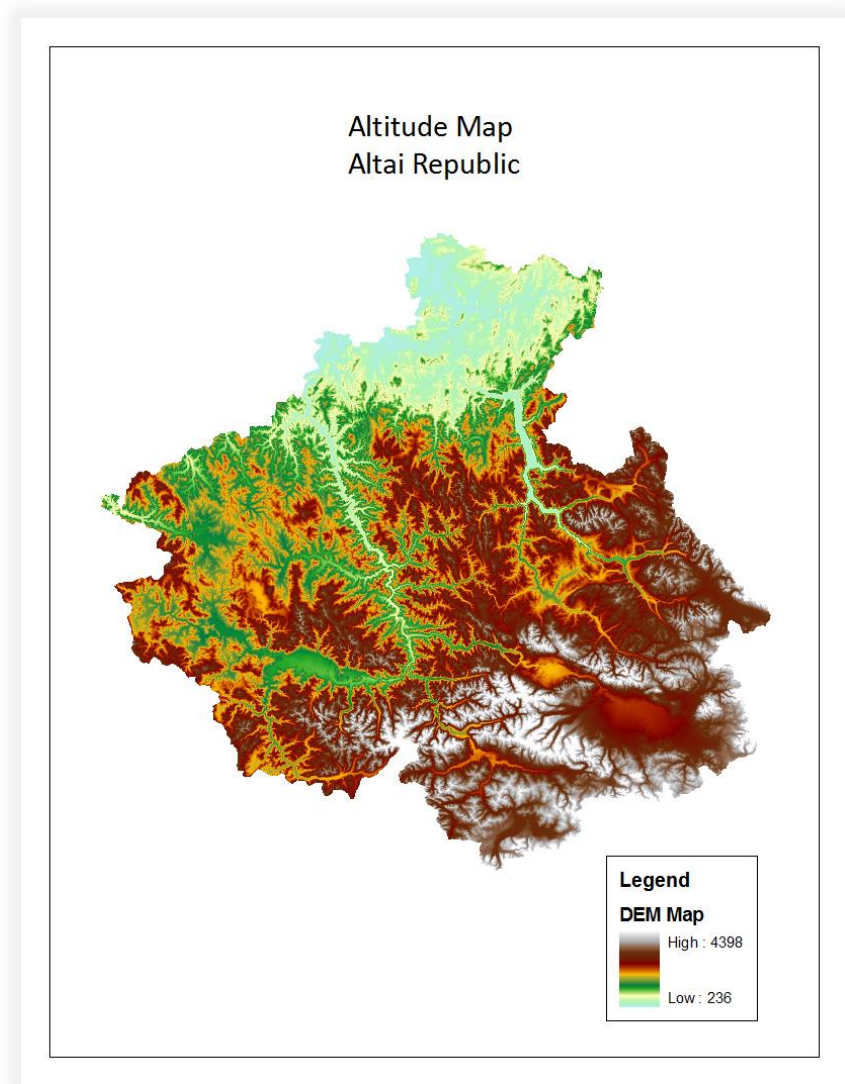 Altitude Map
Altai Republic
Legend
DEM Map
High : 4398
Low : 236